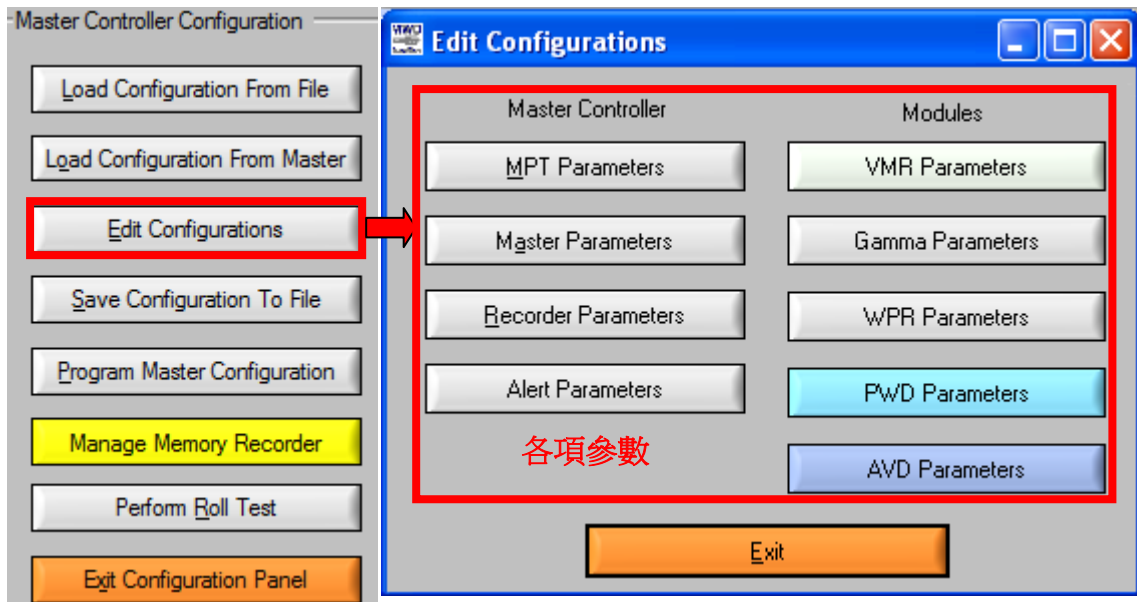 Master Controller Configuration
Load Configuration From File
Load Configuration From Master
Edit Configurations
Save Configuration To File
Program Master Configuration
Manage Memory Recorder
Perform Roll Test
Exit Configuration Panel
Edit Configurations
Master Controller
MPT Parameters
Master Parameters
Recorder Parameters
Alert Parameters
各項參數
Modules
VMR Parameters
Gamma Parameters
WPR Parameters
PWD Parameters
AVD Parameters
Exit